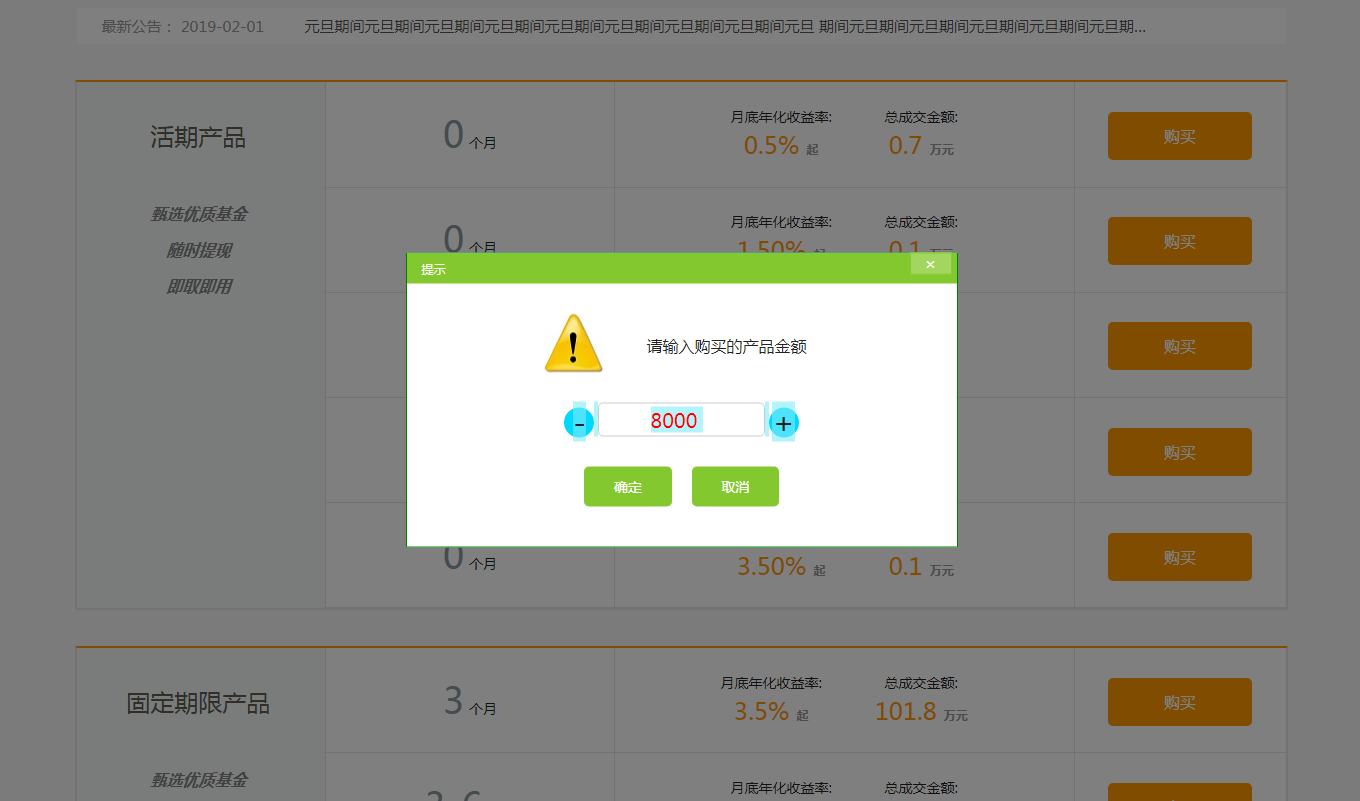 最新公告： 2019-02-01 元旦期间元旦期间元旦期间元旦期间元旦期间元旦期间元旦期间元旦期间元旦 期间元旦期间元旦期间元旦期间元旦期间元旦期...
活期产品
甄选优质基金
随时提现
即取即用
0 个月
月底年化收益率:
0.5% 起
总成交金额:
0.7 万元
购买
0 个月
月底年化收益率:
1.50% 起
总成交金额:
0.1 万元
购买
提示
×
请输入购买的产品金额
- 8000 +
确定 取消
购买
购买
0 个月
3.50% 起
0.1 万元
购买
固定期限产品
甄选优质基金
3 个月
月底年化收益率:
3.5% 起
总成交金额:
101.8 万元
购买
月底年化收益率:
总成交金额: